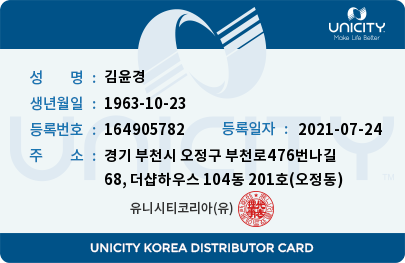 UNICITY
Make Life Better
성 명 : 김윤경
생년월일 : 1963-10-23
등록번호 : 164905782 등록일자 : 2021-07-24
주 소 : 경기 부천시 오정구 부천로476번나길
68, 더샵하우스 104동 201호(오정동)
유니시티코리아(유)
UNICITY
UNICITY KOREA DISTRIBUTOR CARD